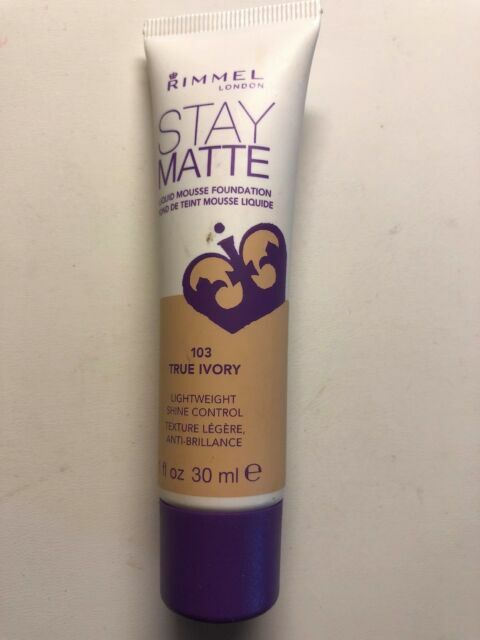 RIMMEL
LONDON
STAY
MATTE
LIQUID MOUSSE FOUNDATION
FOND DE TEINT MOUSSE LIQUIDE
103
TRUE IVORY
LIGHTWEIGHT
SHINE CONTROL
TEXTURE LÉGÈRE,
ANTI-BRILLANCE
fl oz 30 ml ℮